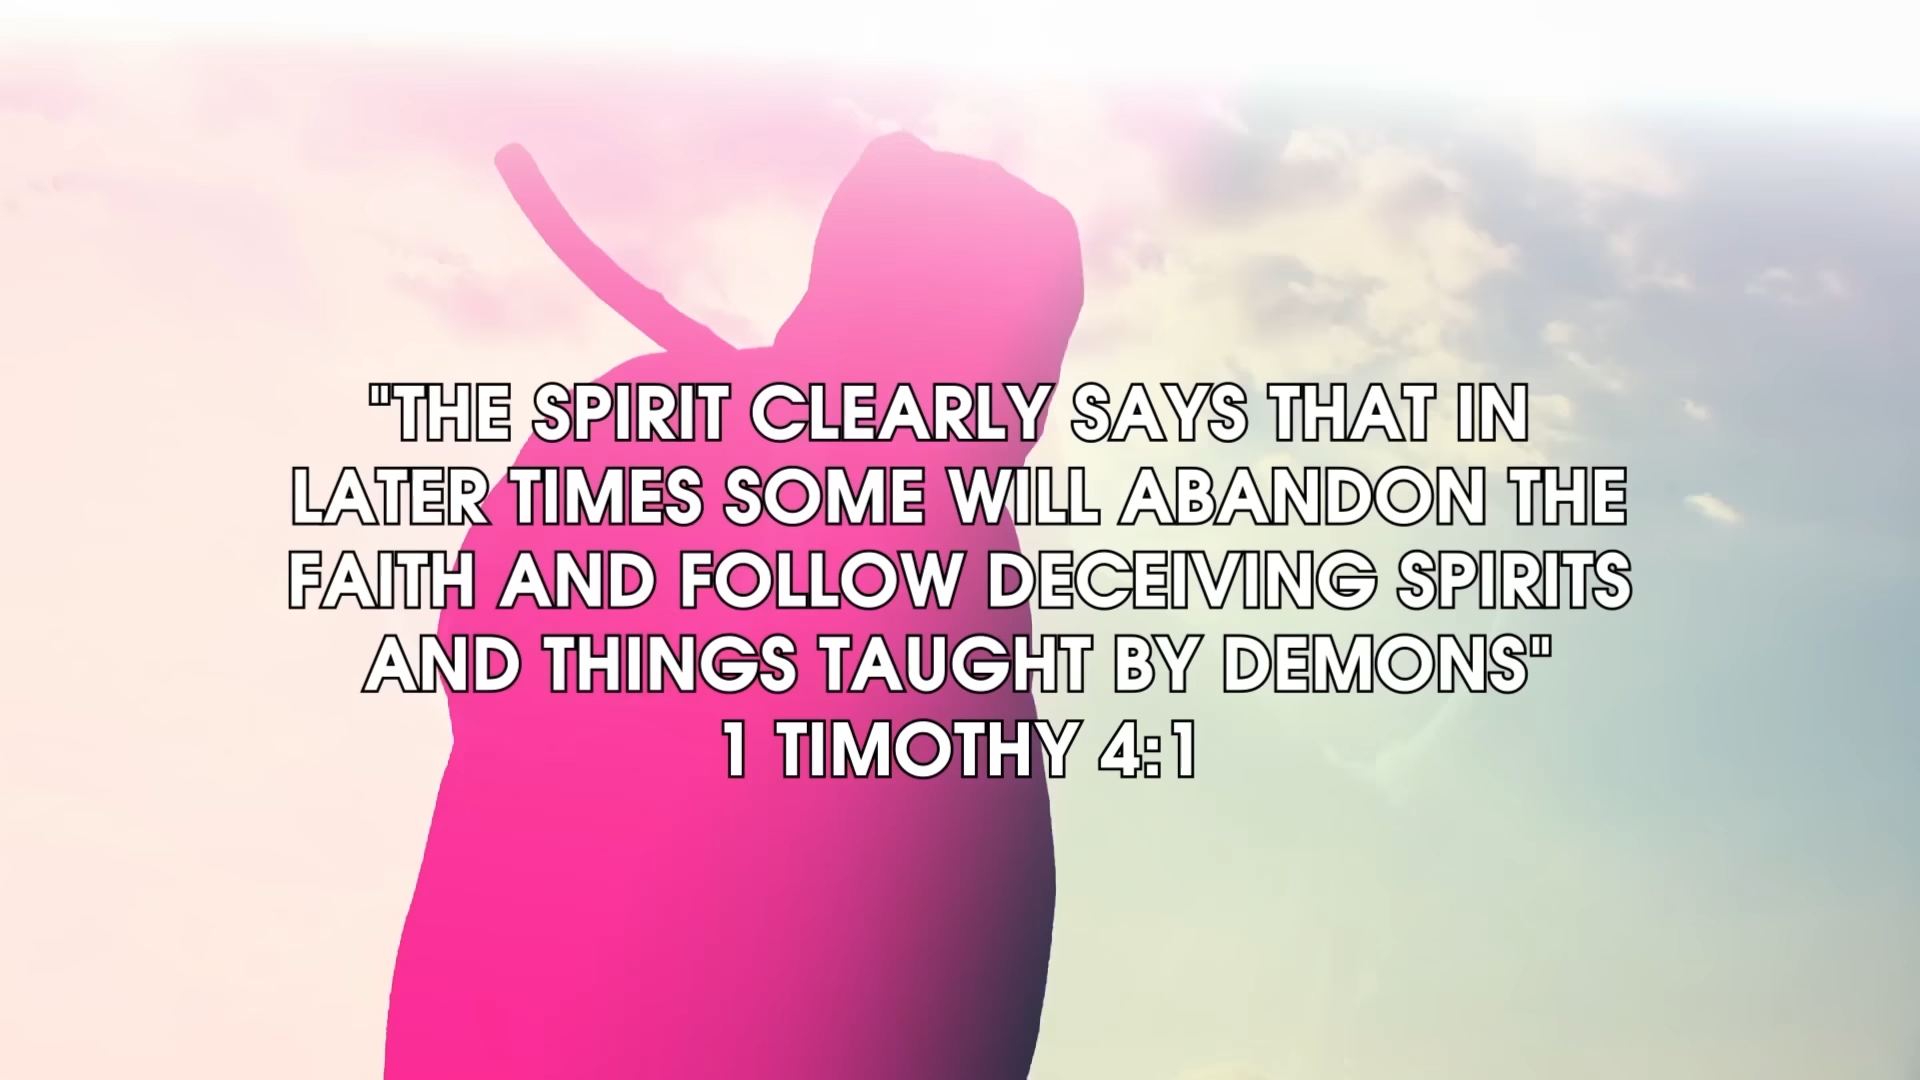 "THE SPIRIT CLEARLY SAYS THAT IN
LATER TIMES SOME WILL ABANDON THE
FAITH AND FOLLOW DECEIVING SPIRITS
AND THINGS TAUGHT BY DEMONS"
1 TIMOTHY 4:1